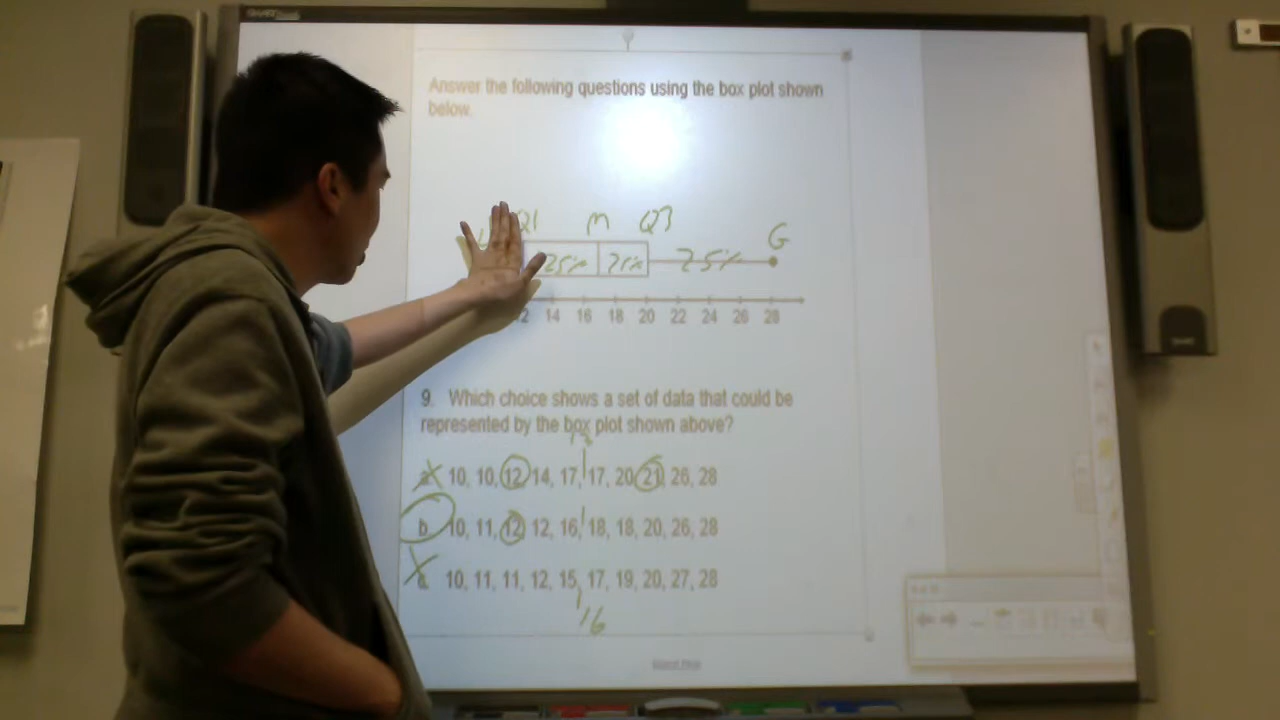 SMART
Answer the following questions using the box plot shown
below.
Q1 m Q3 G
25% 25% 25%
14 16 18 20 22 24 26 28
9. Which choice shows a set of data that could be
represented by the box plot shown above?
10, 10, 12, 14, 17, 17, 20, 21, 26, 28
b 10, 11, 12, 12, 16, 18, 18, 20, 26, 28
c 10, 11, 11, 12, 15, 17, 19, 20, 27, 28
16